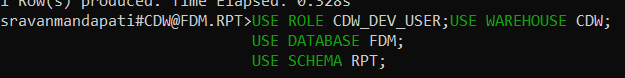 1 Row(s) produced. Time Elapsed: 0.328s
sravanmandapati#CDW@FDM.RPT>USE ROLE CDW_DEV_USER;USE WAREHOUSE CDW;
USE DATABASE FDM;
USE SCHEMA RPT;